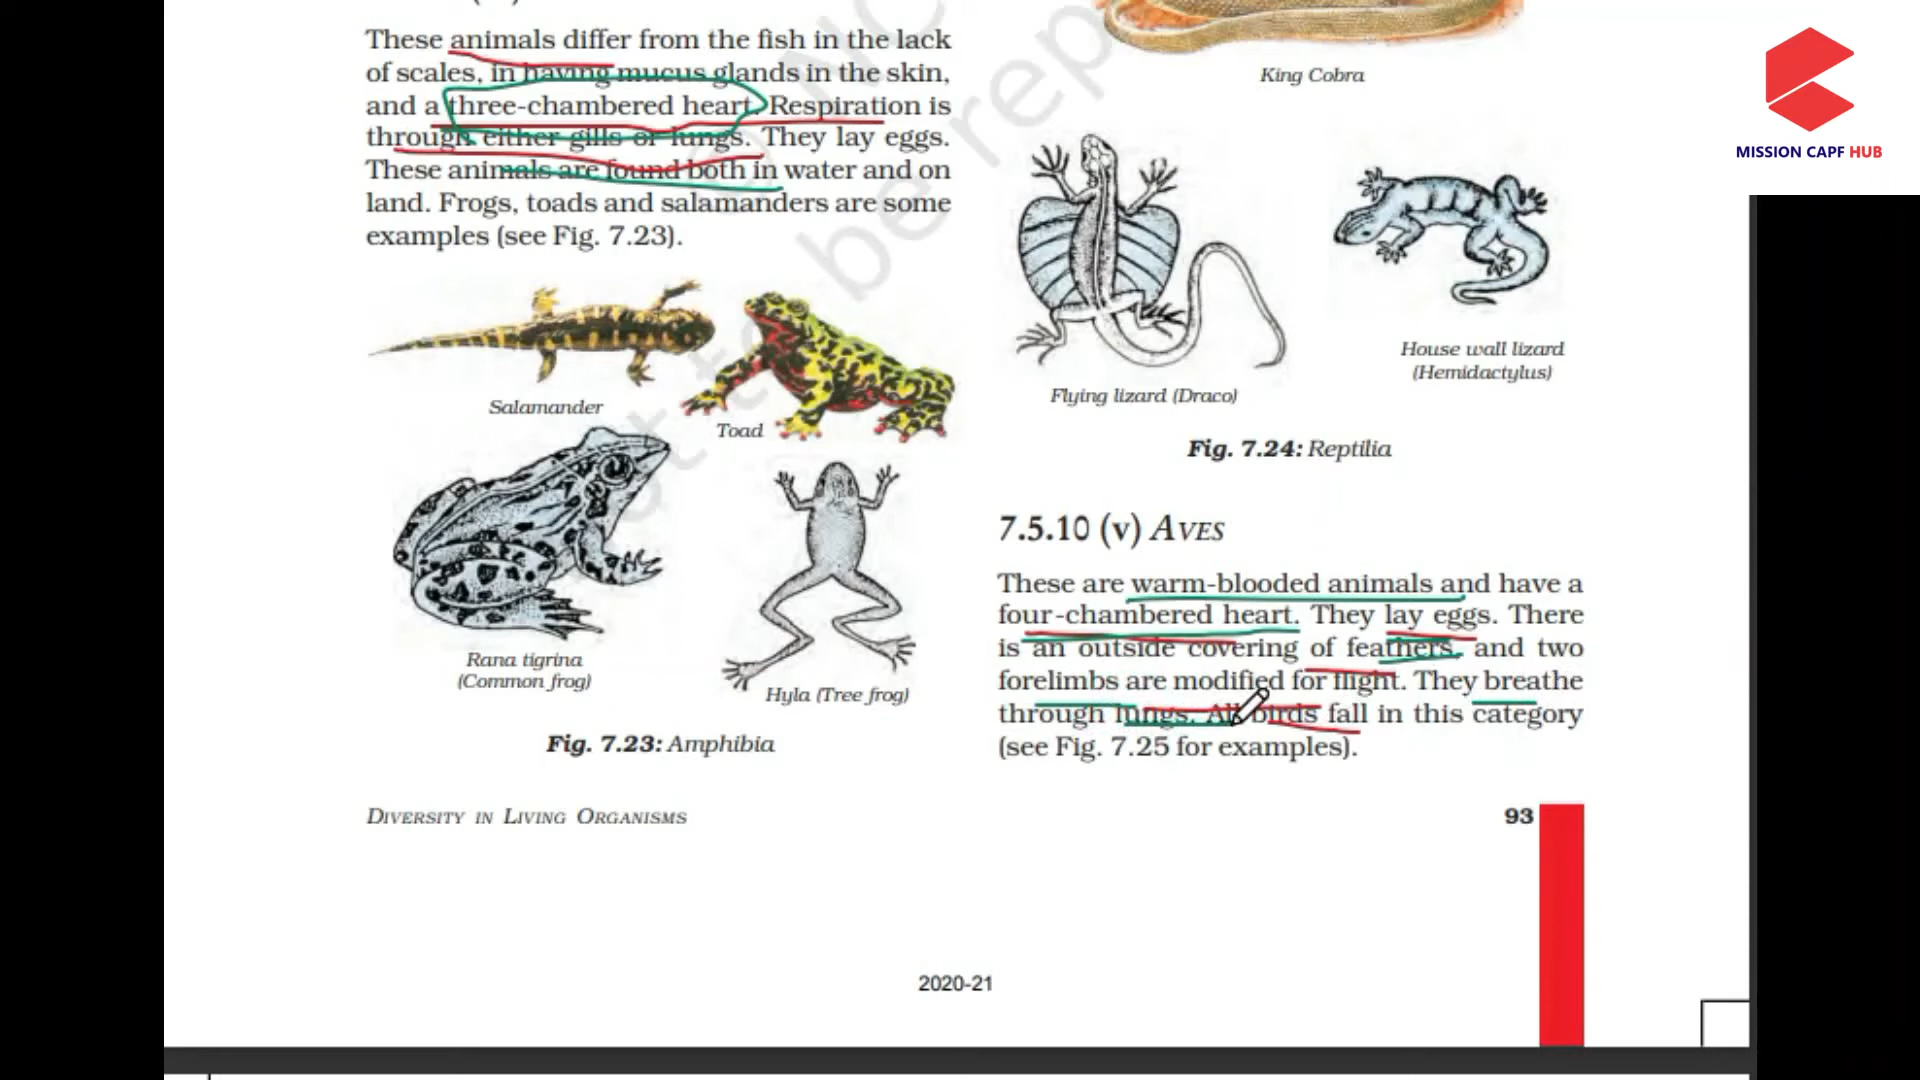 These animals differ from the fish in the lack
of scales, in having mucus glands in the skin,
and a three-chambered heart. Respiration is
through either gills or lungs. They lay eggs.
These animals are found both in water and on
land. Frogs, toads and salamanders are some
examples (see Fig. 7.23).
Salamander
Toad
Rana tigrina
(Common frog)
Hyla (Tree frog)
Fig. 7.23: Amphibia
King Cobra
Flying lizard (Draco)
House wall lizard
(Hemidactylus)
Fig. 7.24: Reptilia
7.5.10 (v) AVES
These are warm-blooded animals and have a
four-chambered heart. They lay eggs. There
is an outside covering of feathers, and two
forelimbs are modified for flight. They breathe
through lungs. All birds fall in this category
(see Fig. 7.25 for examples).
DIVERSITY IN LIVING ORGANISMS
93
2020-21
MISSION CAPF HUB
be rep